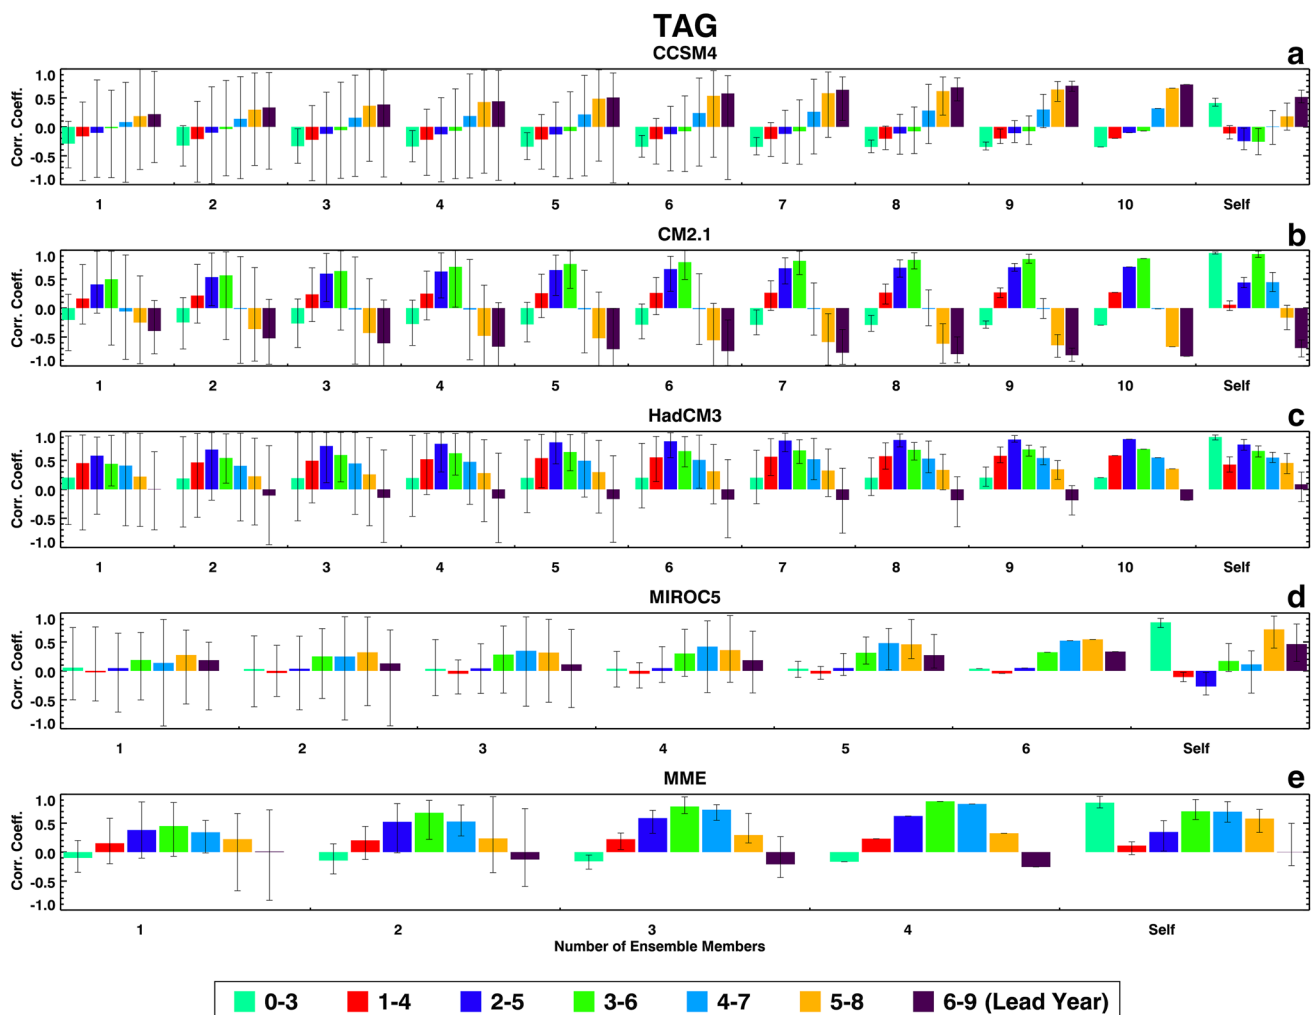 TAG
CCSM4
a
Corr. Coeff.
1.0
0.5
0.0
-0.5
-1.0
1 2 3 4 5 6 7 8 9 10 Self
CM2.1
b
Corr. Coeff.
1.0
0.5
0.0
-0.5
-1.0
1 2 3 4 5 6 7 8 9 10 Self
HadCM3
c
Corr. Coeff.
1.0
0.5
0.0
-0.5
-1.0
1 2 3 4 5 6 7 8 9 10 Self
MIROC5
d
Corr. Coeff.
1.0
0.5
0.0
-0.5
-1.0
1 2 3 4 5 6 Self
MME
e
Corr. Coeff.
1.0
0.5
0.0
-0.5
-1.0
1 2 3 4 Self
Number of Ensemble Members
0-3 1-4 2-5 3-6 4-7 5-8 6-9 (Lead Year)